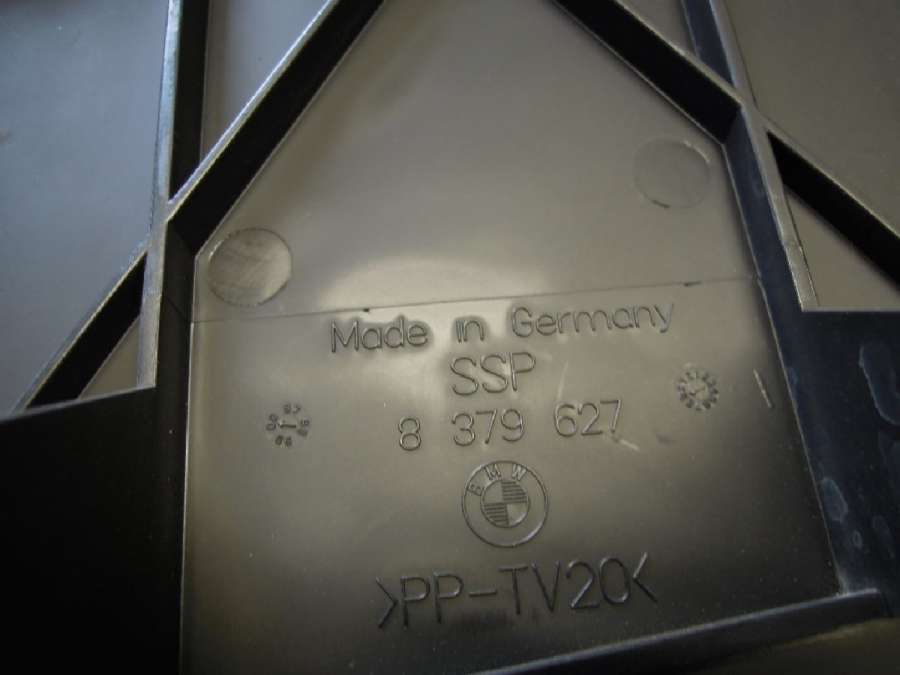 Made in Germany
SSP
8 379 627
BMW
>PP-TV20<